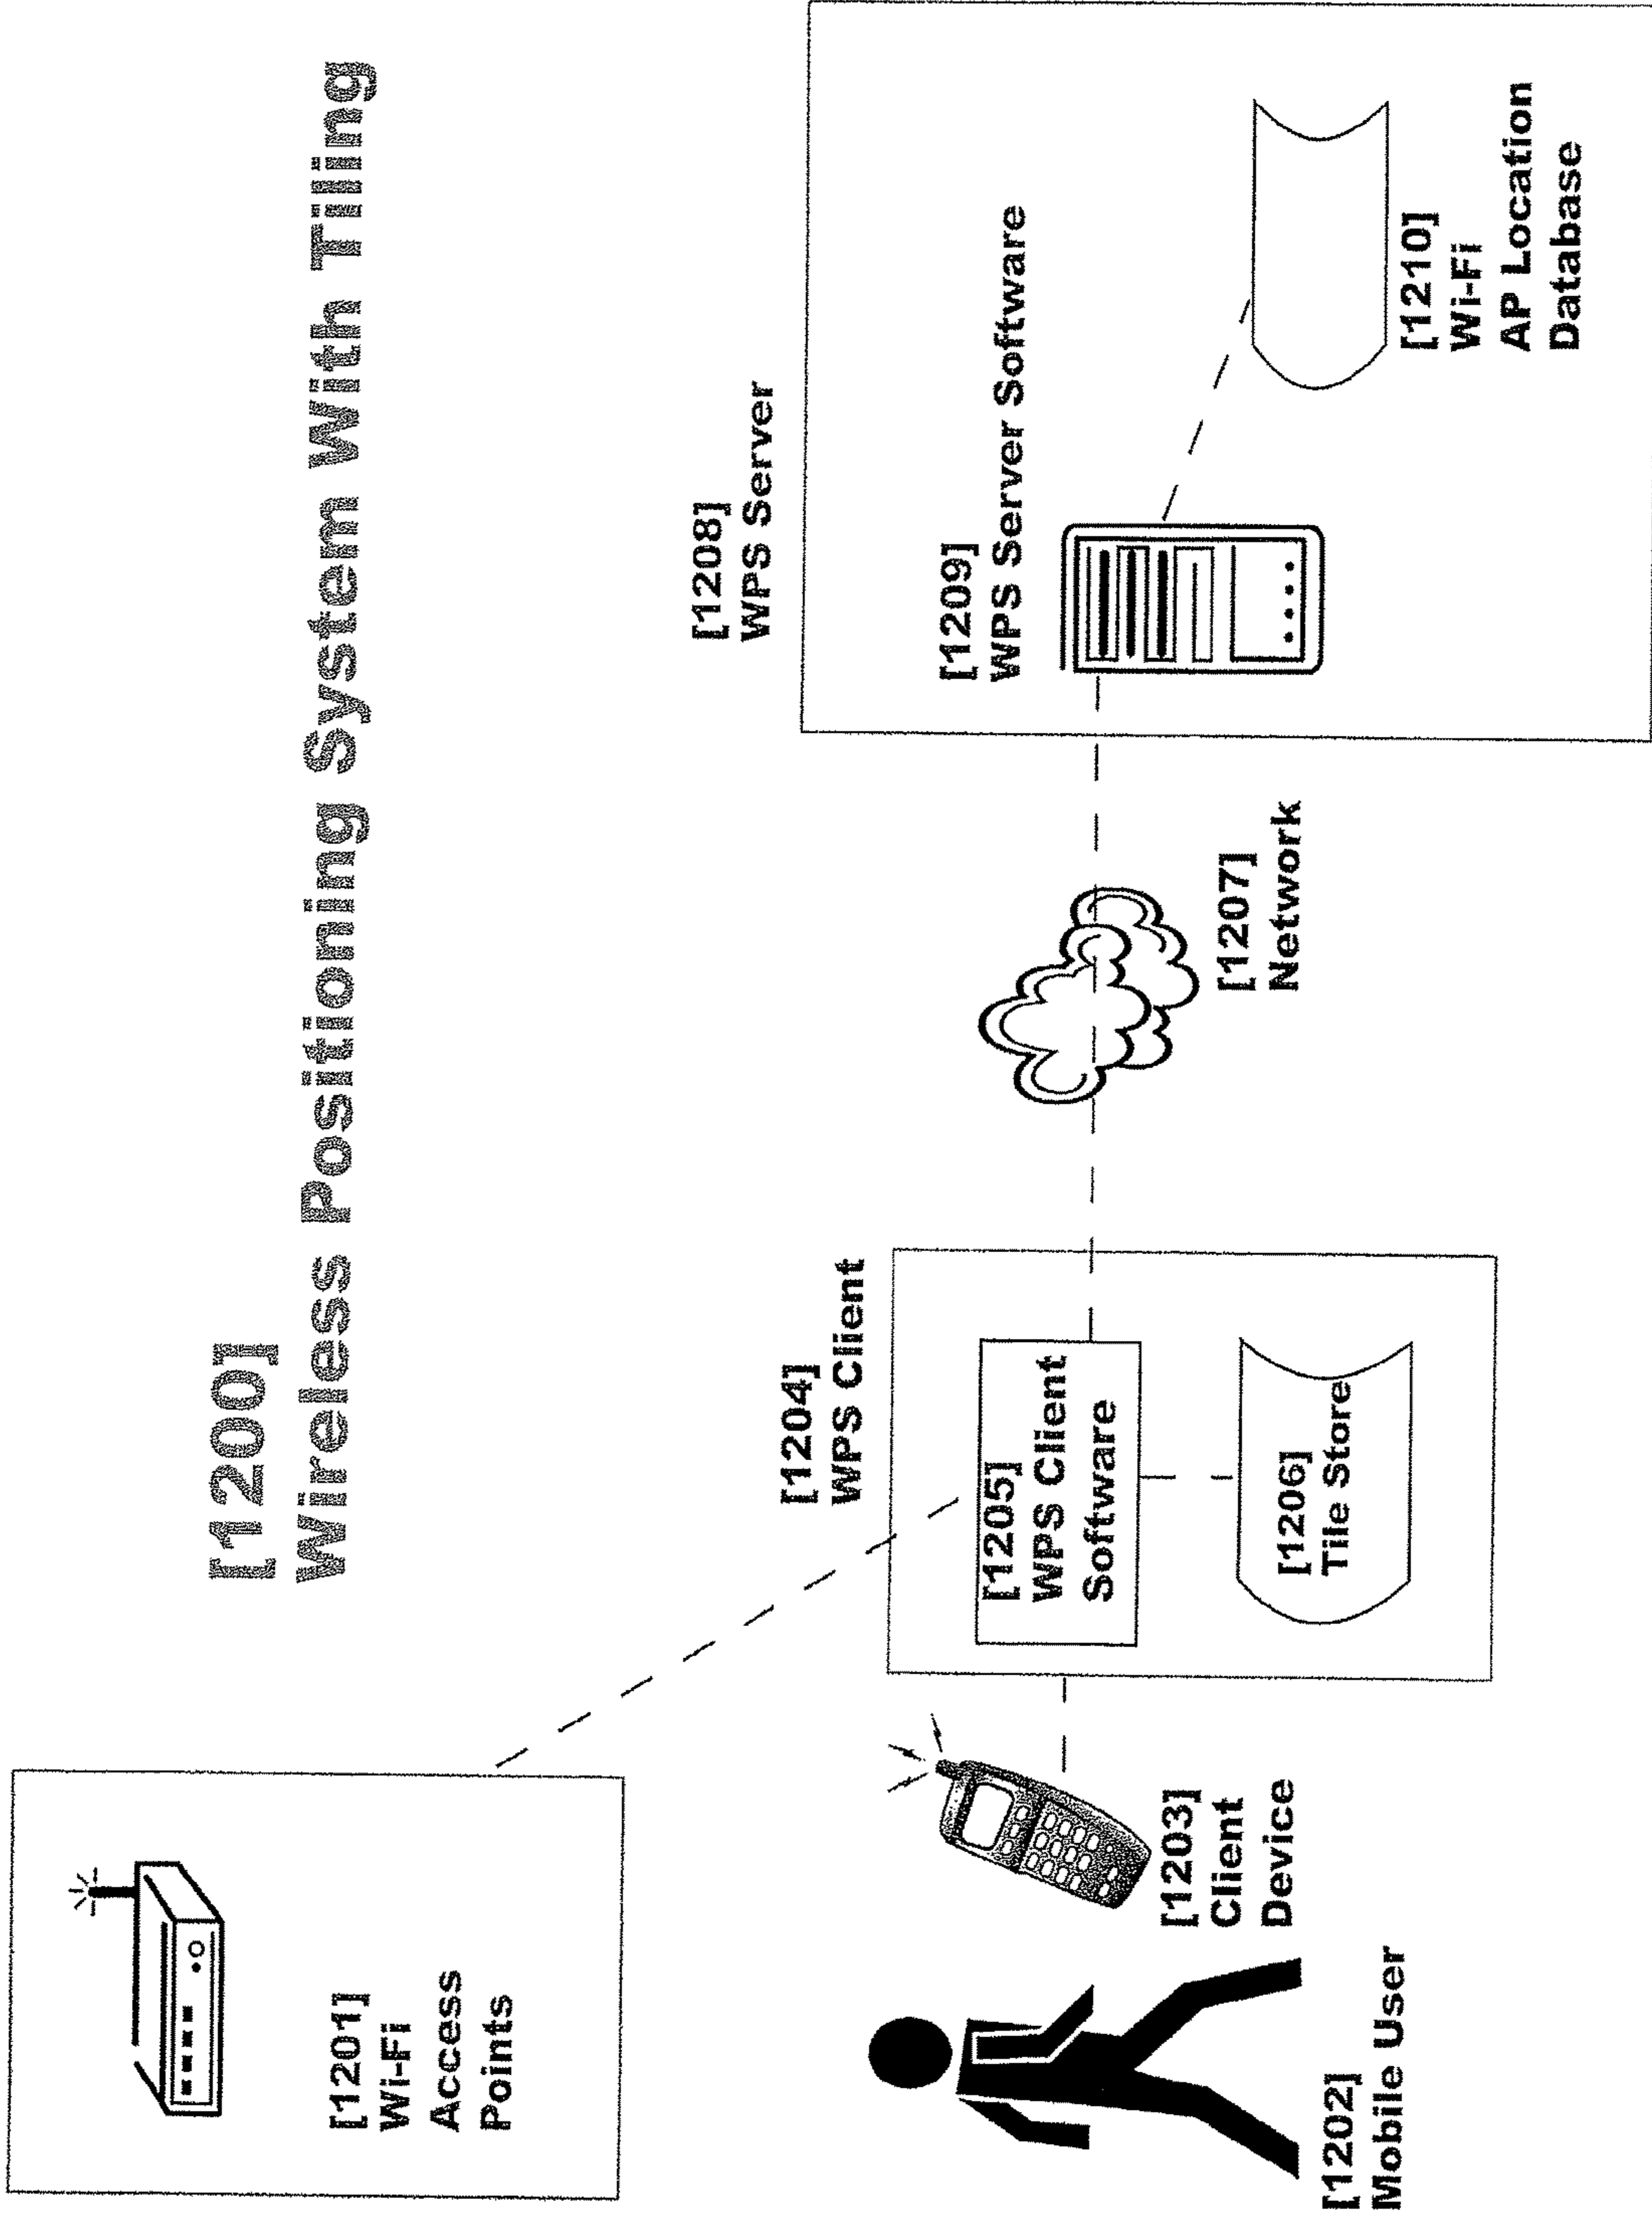 [1200]
Wireless Positioning System With Tiling
[1201]
Wi-Fi
Access
Points
[1202]
Mobile User
[1203]
Client
Device
[1204]
WPS Client
[1205]
WPS Client
Software
[1206]
Tile Store
[1207]
Network
[1208]
WPS Server
[1209]
WPS Server Software
[1210]
Wi-Fi
AP Location
Database